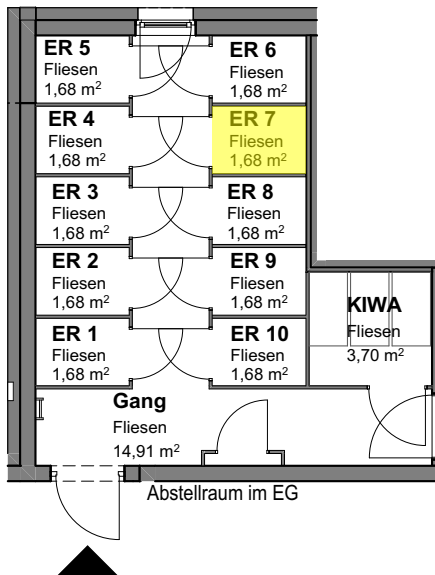 ER 5
Fliesen
1,68 m²
ER 6
Fliesen
1,68 m²
ER 4
Fliesen
1,68 m²
ER 7
Fliesen
1,68 m²
ER 3
Fliesen
1,68 m²
ER 8
Fliesen
1,68 m²
ER 2
Fliesen
1,68 m²
ER 9
Fliesen
1,68 m²
ER 1
Fliesen
1,68 m²
ER 10
Fliesen
1,68 m²
KIWA
Fliesen
3,70 m²
Gang
Fliesen
14,91 m²
Abstellraum im EG